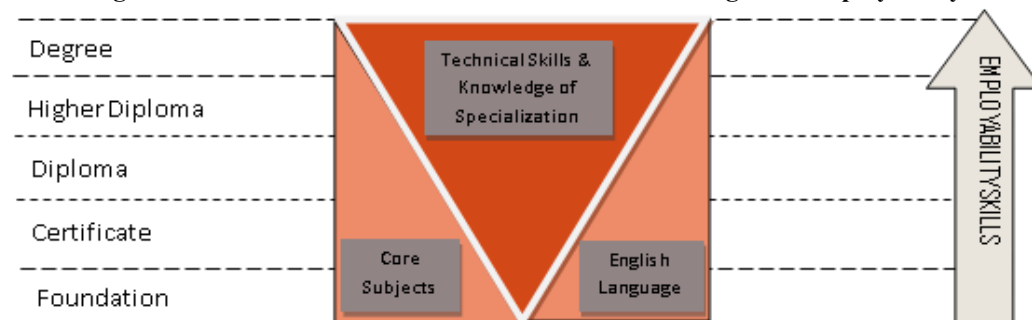 Degree
Higher Diploma
Diploma
Certificate
Foundation
Technical Skills &
Knowledge of
Specialization
Core
Subjects
English
Language
EMPLOYABILITY SKILLS